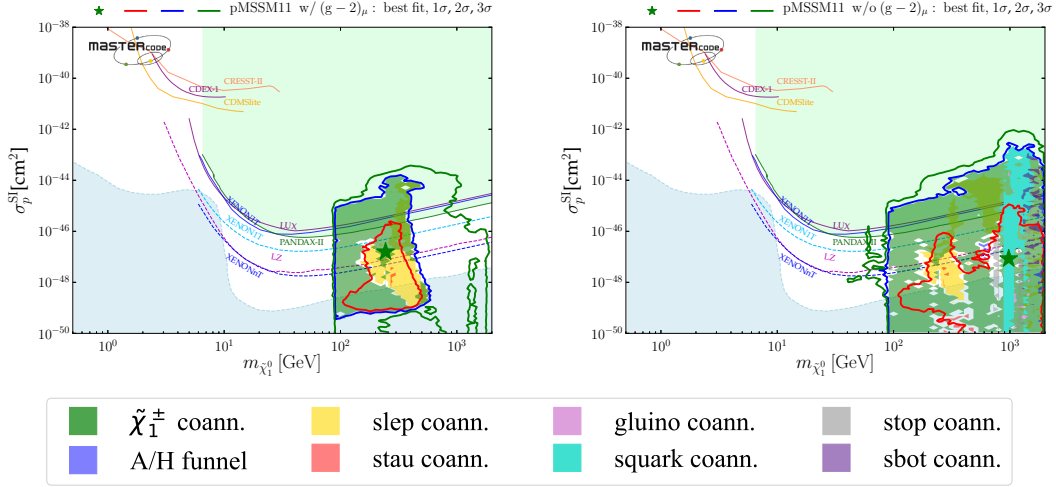 pMSSM11 w/ (g − 2)μ : best fit, 1σ, 2σ, 3σ
10⁻³⁸
10⁻⁴⁰
10⁻⁴²
10⁻⁴⁴
10⁻⁴⁶
10⁻⁴⁸
10⁻⁵⁰
σₚˢᴵ[cm²]
MASTERCODE
CRESST-II
CDEX-1
CDMSlite
XENON1T
XENON1T
LUX
PANDAX-II
LZ
XENONnT
10⁰ 10¹ 10² 10³
m_χ̃₁⁰ [GeV]
pMSSM11 w/o (g − 2)μ : best fit, 1σ, 2σ, 3σ
10⁻³⁸
10⁻⁴⁰
10⁻⁴²
10⁻⁴⁴
10⁻⁴⁶
10⁻⁴⁸
10⁻⁵⁰
σₚˢᴵ[cm²]
MASTERCODE
CRESST-II
CDEX-1
CDMSlite
XENON1T
XENON1T
LUX
PANDAX-II
LZ
XENONnT
10⁰ 10¹ 10² 10³
m_χ̃₁⁰ [GeV]
χ̃₁± coann. slep coann. gluino coann. stop coann.
A/H funnel stau coann. squark coann. sbot coann.